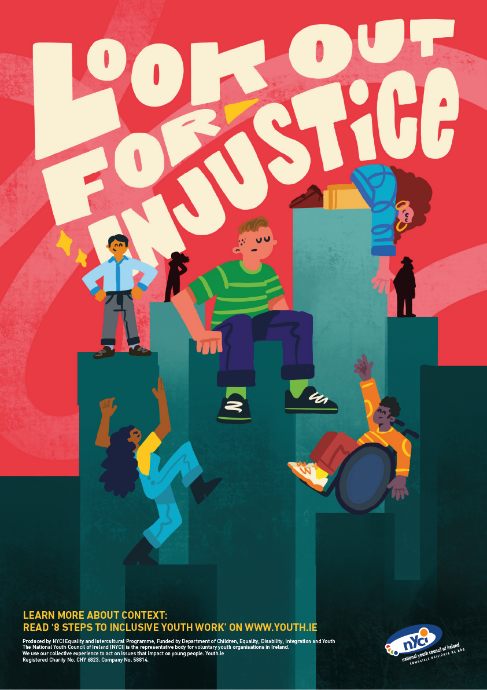 LOOK OUT
FOR
INJUSTICE
LEARN MORE ABOUT CONTEXT:
READ ‘8 STEPS TO INCLUSIVE YOUTH WORK’ ON WWW.YOUTH.IE
Produced by NYCI Equality and Intercultural Programme, Funded by Department of Children, Equality, Disability, Integration and Youth
The National Youth Council of Ireland (NYCI) is the representative body for voluntary youth organisations in Ireland.
We use our collective experience to act on issues that impact on young people. Youth.ie
Registered Charity No. CHY 6823. Company No. 58814.
nyci
national youth council of ireland